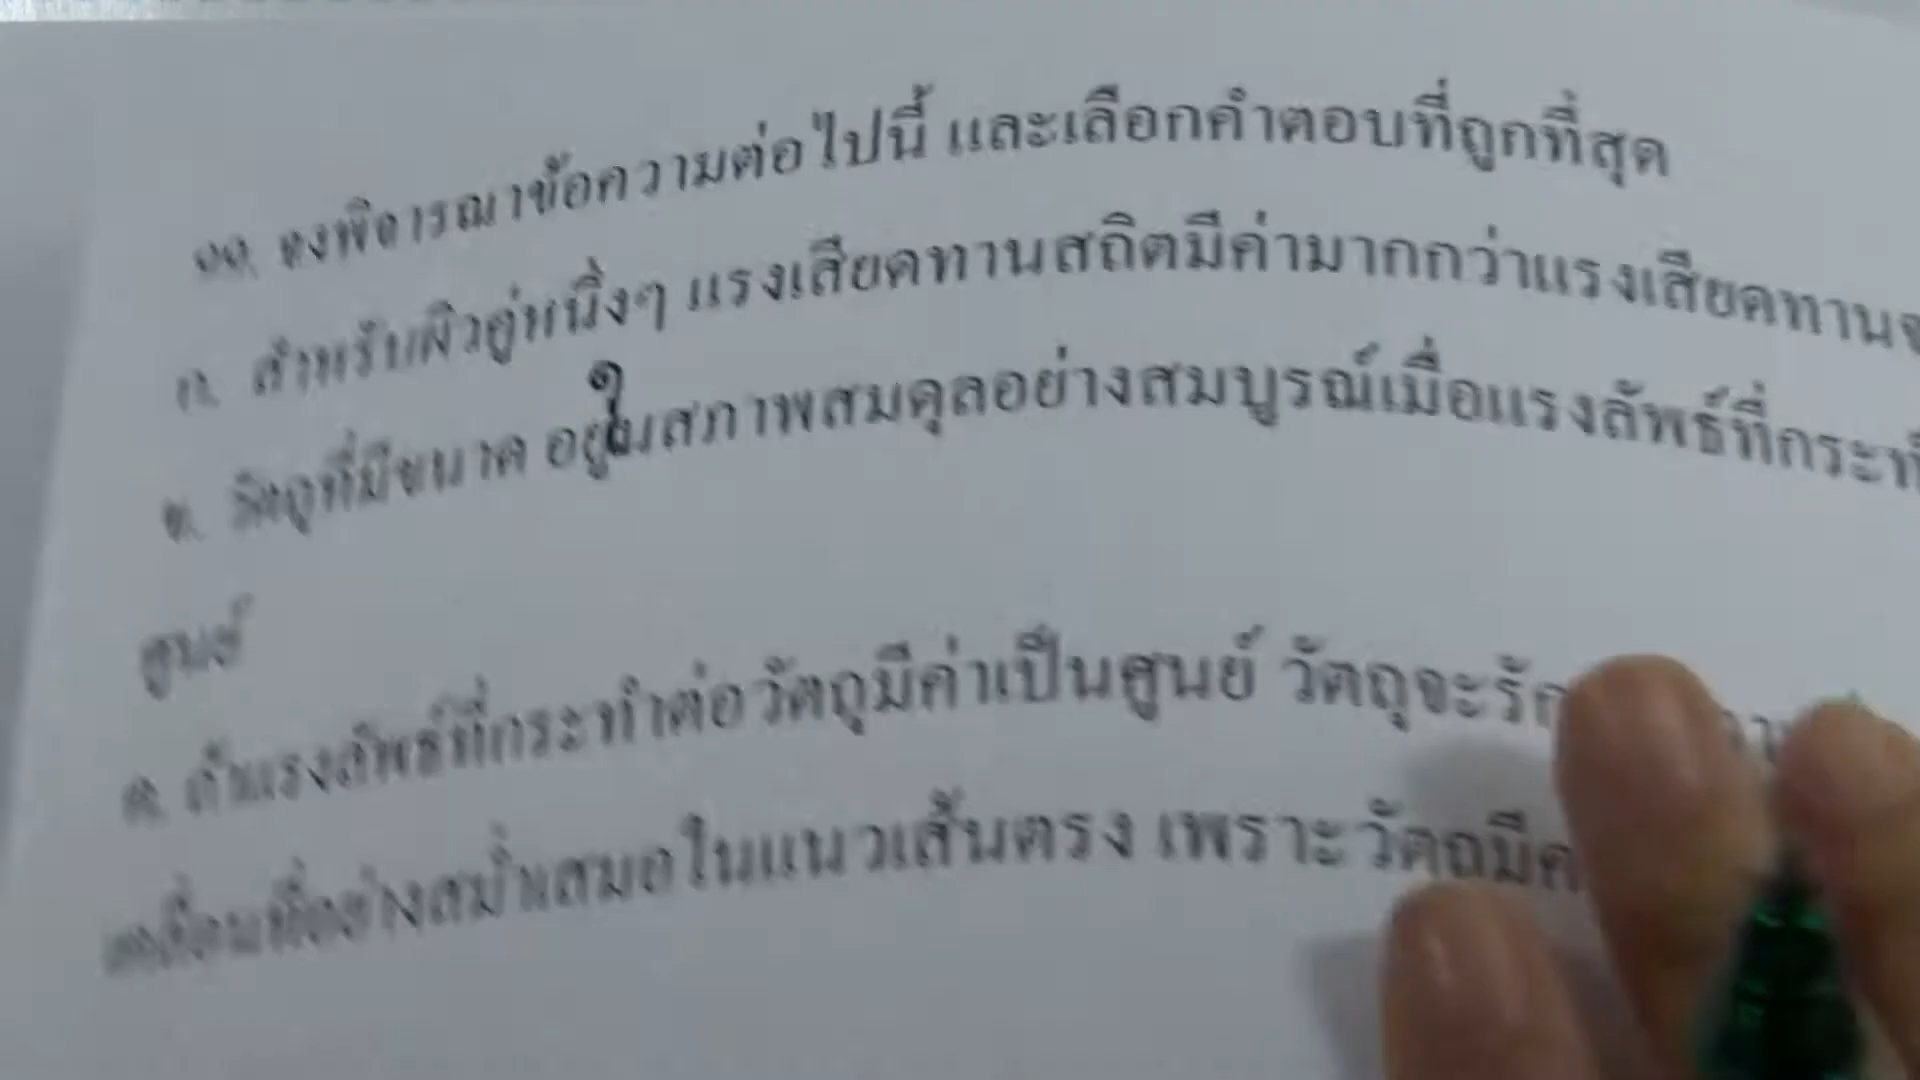 ๑๑. จงพิจารณาข้อความต่อไปนี้ และเลือกคำตอบที่ถูกที่สุด
ก. สำหรับผิวคู่หนึ่งๆ แรงเสียดทานสถิตมีค่ามากกว่าแรงเสียดทาน
ข. วัตถุที่มีขนาด อยู่ในสภาพสมดุลอย่างสมบูรณ์เมื่อแรงลัพธ์ที่
ศูนย์
ค. ถ้าแรงลัพธ์ที่กระทำต่อวัตถุมีค่าเป็นศูนย์ วัตถุจะ
เคลื่อนที่อย่างสม่ำเสมอในแนวเส้นตรง เพราะวัตถุมี